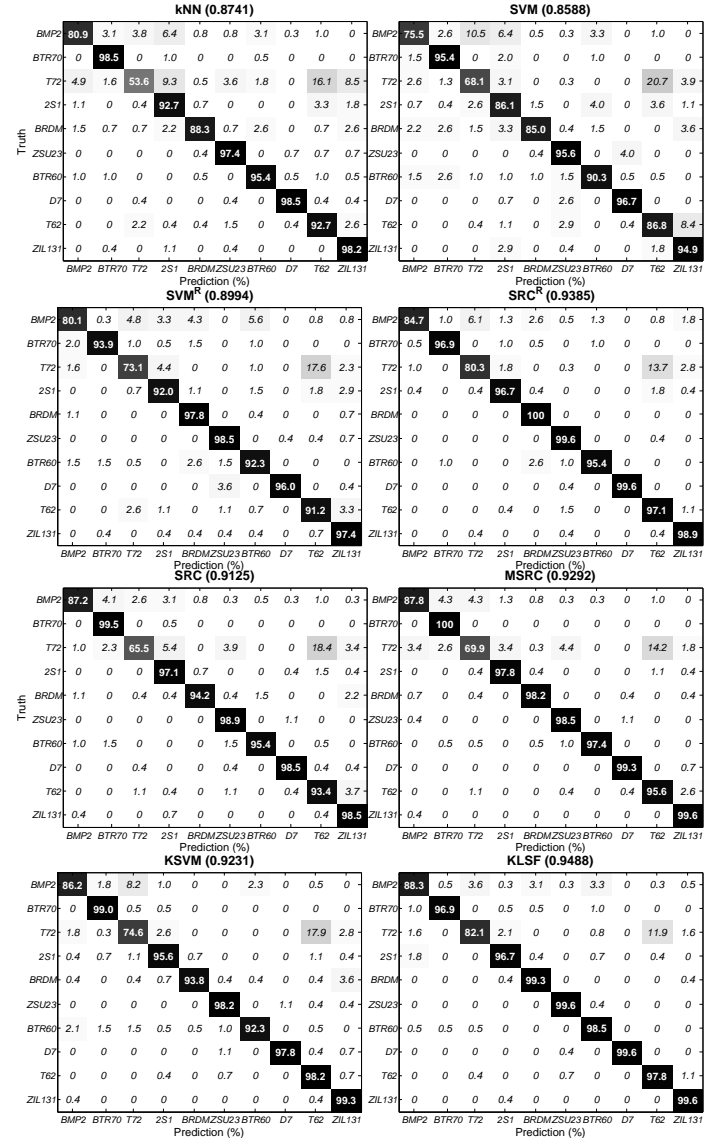 kNN (0.8741)
Truth
BMP2 80.9 3.1 3.8 6.4 0.8 0.8 3.1 0.3 1.0 0
BTR70 0 98.5 0 1.0 0 0 0.5 0 0 0
T72 4.9 1.6 53.6 9.3 0.5 3.6 1.8 0 16.1 8.5
2S1 1.1 0 0.4 92.7 0.7 0 0 0 3.3 1.8
BRDM 1.5 0.7 0.7 2.2 88.3 0.7 2.6 0 0.7 2.6
ZSU23 0 0 0 0 0.4 97.4 0 0.7 0.7 0.7
BTR60 1.0 1.0 0 0 0.5 0 95.4 0.5 1.0 0.5
D7 0 0 0 0 0 0.4 0 98.5 0.4 0.7
T62 0 0 2.2 0.4 0.4 1.5 0 0.4 92.7 2.6
ZIL131 0 0.4 0 1.1 0 0.4 0 0 0 98.2
BMP2 BTR70 T72 2S1 BRDM ZSU23 BTR60 D7 T62 ZIL131
Prediction (%)
SVM (0.8588)
BMP2 75.5 2.6 10.5 6.4 0.5 0.3 3.3 0 1.0 0
BTR70 1.5 95.4 0 2.0 0 0 1.0 0 0 0
T72 2.6 1.3 68.1 3.1 0 0.3 0 0 20.7 3.9
2S1 0.7 0.4 2.6 86.1 1.5 0 4.0 0 3.6 1.1
BRDM 2.2 2.6 1.5 3.3 85.0 0.4 1.5 0 0 3.6
ZSU23 0 0 0 0 0.4 95.6 0 4.0 0 0
BTR60 1.5 2.6 1.0 1.0 1.0 1.5 90.3 0.5 0.5 0
D7 0 0 0 0.7 0 2.6 0 96.7 0 0
T62 0 0 0.4 1.1 0 2.9 0 0.4 86.8 8.4
ZIL131 0 0 0 2.9 0 0.4 0 0 1.8 94.9
BMP2 BTR70 T72 2S1 BRDM ZSU23 BTR60 D7 T62 ZIL131
Prediction (%)
SVMᴿ (0.8994)
BMP2 80.1 0.3 4.8 3.3 4.3 0 5.6 0 0.8 0.8
BTR70 2.0 93.9 1.0 0.5 1.5 0 1.0 0 0 0
T72 1.6 0 73.1 4.4 0 0 1.0 0 17.6 2.3
2S1 0 0 0.7 92.0 1.1 0 1.5 0 1.8 2.9
BRDM 1.1 0 0 0 97.8 0 0.4 0 0 0.7
ZSU23 0 0 0 0 0 98.5 0 0.4 0.4 0.7
BTR60 1.5 1.5 0.5 0 2.6 1.5 92.3 0 0 0
D7 0 0 0 0 0 3.6 0 96.0 0 0.4
T62 0 0 2.6 1.1 0 1.1 0.7 0 91.2 3.3
ZIL131 0 0.4 0 0.4 0.4 0.4 0.4 0 0.7 97.4
BMP2 BTR70 T72 2S1 BRDM ZSU23 BTR60 D7 T62 ZIL131
SRCᴿ (0.9385)
BMP2 84.7 1.0 6.1 1.3 2.6 0.5 1.3 0 0.8 1.8
BTR70 0.5 96.9 1.0 0 0.5 0 1.0 0 0 0
T72 1.0 0 80.3 1.8 0 0.3 0 0 13.7 2.8
2S1 0.4 0 0.4 96.7 0.4 0 0 0 1.8 0.4
BRDM 0 0 0 0 100 0 0 0 0 0
ZSU23 0 0 0 0 0 99.6 0 0 0.4 0
BTR60 0 1.0 0 0 2.6 1.0 95.4 0 0 0
D7 0 0 0 0 0 0.4 0 99.6 0 0
T62 0 0 0 0.4 0 1.5 0 0 97.1 1.1
ZIL131 0 0 0.4 0 0 0.4 0 0 0.4 98.9
BMP2 BTR70 T72 2S1 BRDM ZSU23 BTR60 D7 T62 ZIL131
SRC (0.9125)
Truth
BMP2 87.2 4.1 2.6 3.1 0.8 0.3 0.5 0.3 1.0 0.3
BTR70 0 99.5 0 0.5 0 0 0 0 0 0
T72 1.0 2.3 65.5 5.4 0 3.9 0 0 18.4 3.4
2S1 0 0 0 97.1 0.7 0 0 0.4 1.5 0.4
BRDM 1.1 0 0.4 0.4 94.2 0.4 1.5 0 0 2.2
ZSU23 0 0 0 0 0 98.9 0 1.1 0 0
BTR60 1.0 1.5 0 0 0 1.5 95.4 0 0.5 0
D7 0 0 0.4 0 0 0.4 0 98.5 0.4 0.4
T62 0 0 1.1 0.4 0 1.1 0 0.4 93.4 3.7
ZIL131 0.4 0 0 0.7 0 0 0 0 0.4 98.5
BMP2 BTR70 T72 2S1 BRDM ZSU23 BTR60 D7 T62 ZIL131
Prediction (%)
MSRC (0.9292)
BMP2 87.8 4.3 4.3 1.3 0.8 0.3 0.3 0 1.0 0
BTR70 0 100 0 0 0 0 0 0 0 0
T72 3.4 2.6 69.9 3.4 0.3 4.4 0 0 14.2 1.8
2S1 0 0 0 97.8 0.4 0 0 0 1.1 0.4
BRDM 0.7 0 0.4 0 98.2 0 0 0.4 0 0.4
ZSU23 0.4 0 0 0 0 98.5 0 1.1 0 0
BTR60 0 0.5 0.5 0 0.5 1.0 97.4 0 0 0
D7 0 0 0 0 0 0 0 99.3 0 0.7
T62 0 0 0.4 0 0 1.1 0 0.4 95.6 2.6
ZIL131 0 0 0 0.4 0 0 0 0 0 99.6
BMP2 BTR70 T72 2S1 BRDM ZSU23 BTR60 D7 T62 ZIL131
Prediction (%)
KSVM (0.9231)
BMP2 86.2 1.8 8.2 1.0 0 0 2.3 0 0.5 0
BTR70 0 99.0 0.5 0.5 0 0 0 0 0 0
T72 1.8 0.3 74.6 2.6 0 0 0 0 17.9 2.8
2S1 0.4 0.7 1.1 95.6 0.7 0 0 0 1.1 0.4
BRDM 0 0.4 0.4 0.7 93.8 0.4 0.4 0 0.4 3.6
ZSU23 0 0 0 0 0 98.2 0 1.1 0.4 0.4
BTR60 2.1 1.5 1.5 0.5 0.5 1.0 92.3 0 0.5 0
D7 0 0 0 0 0 1.1 0 97.8 0.4 0.7
T62 0 0 0.4 0 0 0.7 0 0 98.2 0.7
ZIL131 0.4 0 0 0.4 0 0 0 0 0 99.3
BMP2 BTR70 T72 2S1 BRDM ZSU23 BTR60 D7 T62 ZIL131
Prediction (%)
KLSF (0.9488)
BMP2 88.3 0.5 3.6 0.3 3.1 0.3 3.3 0 0.3 0.5
BTR70 1.0 96.9 0 0.5 0.5 0 1.0 0 0 0
T72 1.6 0 82.1 2.1 0 0 0.8 0 11.9 1.6
2S1 1.8 0 0 96.7 0.4 0 0.7 0 0.4 0
BRDM 0 0 0 0.4 99.3 0 0.4 0 0 0
ZSU23 0 0 0 0 0 99.6 0.4 0 0 0
BTR60 0.5 0.5 0.5 0 0 0 98.5 0 0 0
D7 0 0 0 0 0 0.4 0 99.6 0 0
T62 0 0 0.4 0 0 0.7 0 0 97.8 1.1
ZIL131 0 0 0 0.4 0 0 0 0 0 99.6
BMP2 BTR70 T72 2S1 BRDM ZSU23 BTR60 D7 T62 ZIL131
Prediction (%)